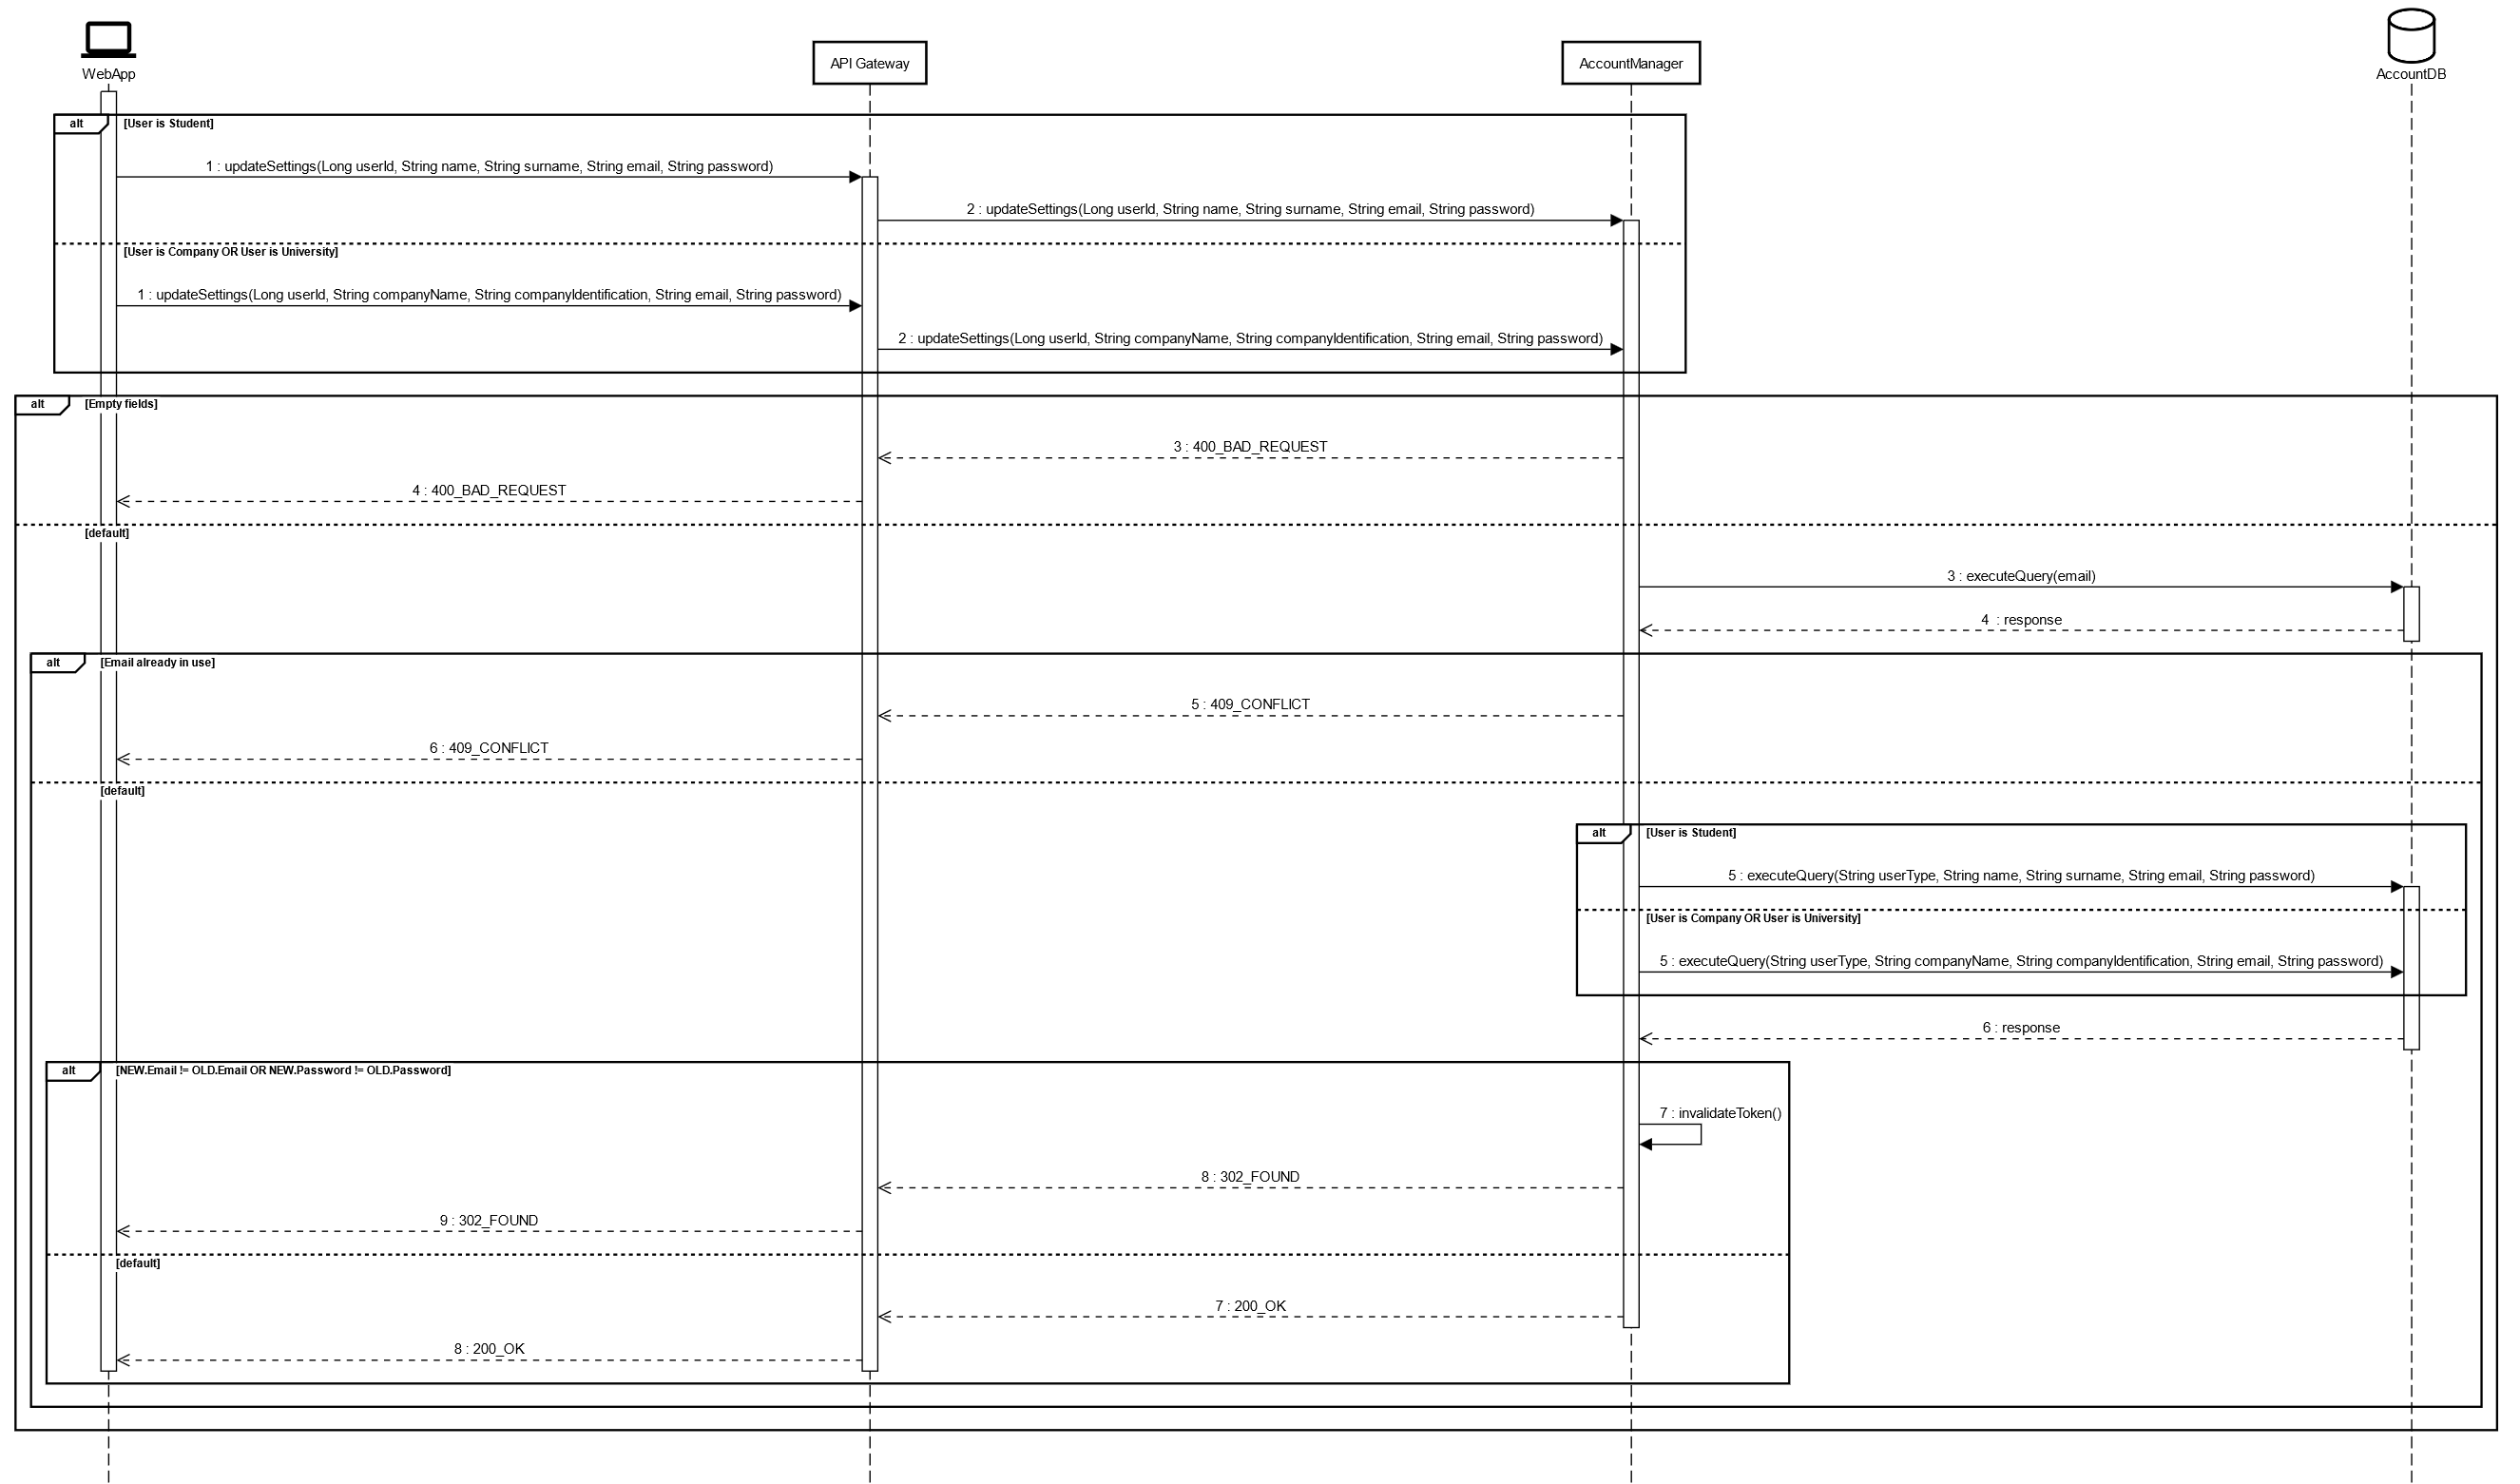 WebApp
API Gateway
AccountManager
AccountDB
alt
[User is Student]
1 : updateSettings(Long userId, String name, String surname, String email, String password)
2 : updateSettings(Long userId, String name, String surname, String email, String password)
[User is Company OR User is University]
1 : updateSettings(Long userId, String companyName, String companyIdentification, String email, String password)
2 : updateSettings(Long userId, String companyName, String companyIdentification, String email, String password)
alt
[Empty fields]
3 : 400_BAD_REQUEST
4 : 400_BAD_REQUEST
[default]
3 : executeQuery(email)
4 : response
alt
[Email already in use]
5 : 409_CONFLICT
6 : 409_CONFLICT
[default]
alt
[User is Student]
5 : executeQuery(String userType, String name, String surname, String email, String password)
[User is Company OR User is University]
5 : executeQuery(String userType, String companyName, String companyIdentification, String email, String password)
6 : response
alt
[NEW.Email != OLD.Email OR NEW.Password != OLD.Password]
7 : invalidateToken()
8 : 302_FOUND
9 : 302_FOUND
[default]
7 : 200_OK
8 : 200_OK